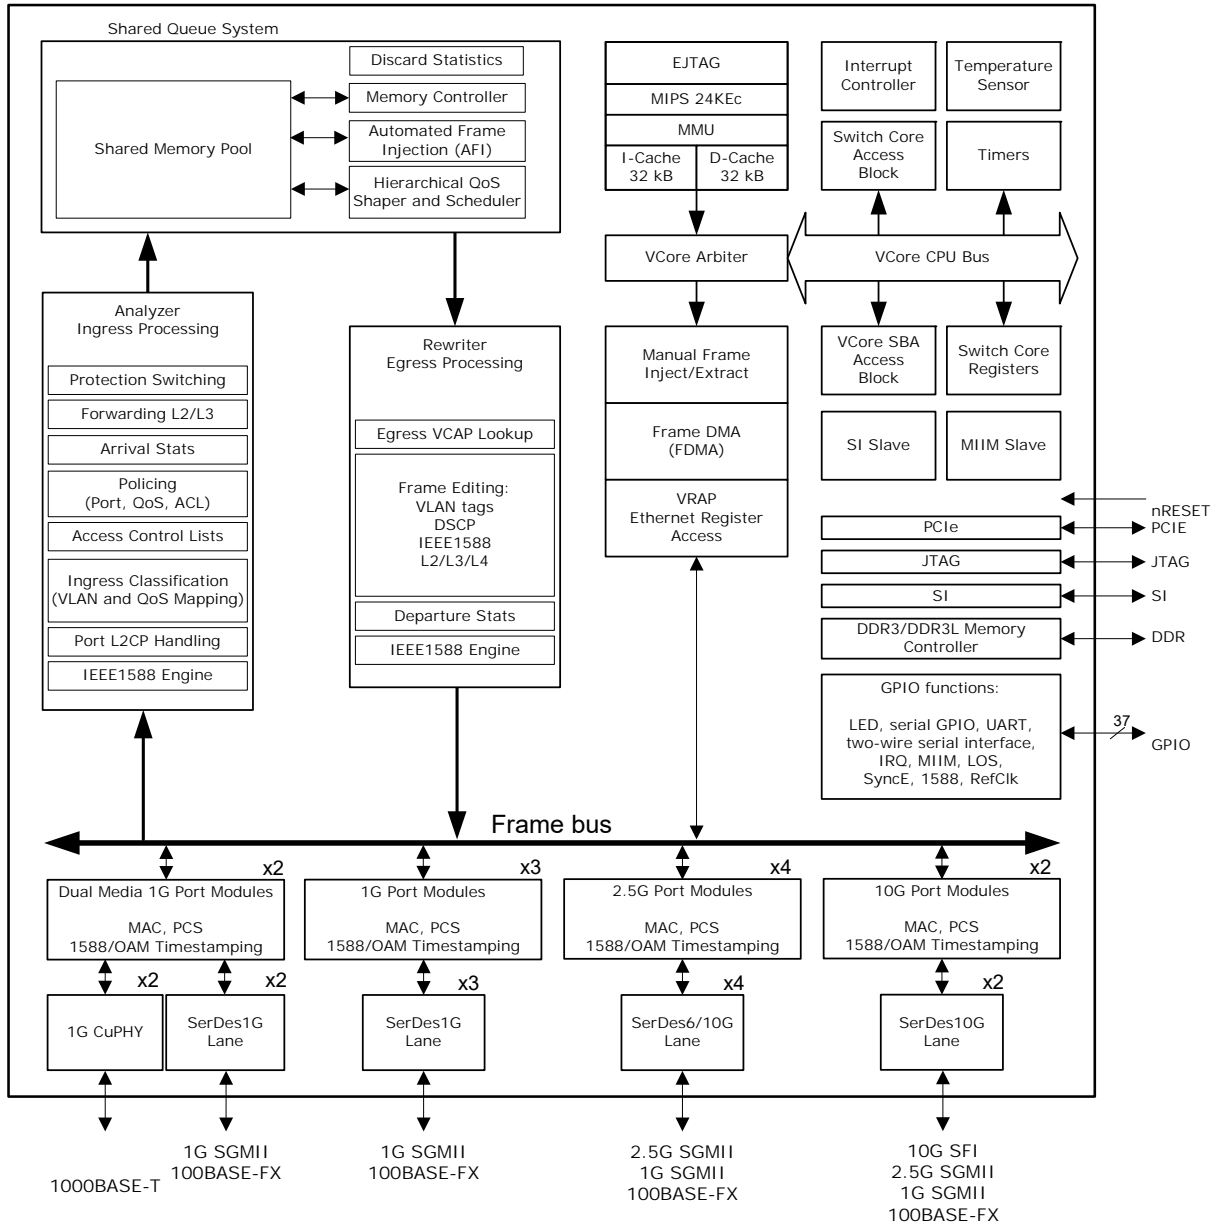 Shared Queue System
Shared Memory Pool
Discard Statistics
Memory Controller
Automated Frame
Injection (AFI)
Hierarchical QoS
Shaper and Scheduler
EJTAG
MIPS 24KEc
MMU
I-Cache
32 kB
D-Cache
32 kB
Interrupt
Controller
Temperature
Sensor
Switch Core
Access
Block
Timers
VCore Arbiter
VCore CPU Bus
Analyzer
Ingress Processing
Protection Switching
Forwarding L2/L3
Arrival Stats
Policing
(Port, QoS, ACL)
Access Control Lists
Ingress Classification
(VLAN and QoS Mapping)
Port L2CP Handling
IEEE1588 Engine
Rewriter
Egress Processing
Egress VCAP Lookup
Frame Editing:
VLAN tags
DSCP
IEEE1588
L2/L3/L4
Departure Stats
IEEE1588 Engine
Manual Frame
Inject/Extract
Frame DMA
(FDMA)
VRAP
Ethernet Register
Access
VCore SBA
Access
Block
Switch Core
Registers
SI Slave
MIIM Slave
nRESET
PCIe
PCIE
JTAG
JTAG
SI
SI
DDR3/DDR3L Memory
Controller
DDR
GPIO functions:
LED, serial GPIO, UART,
two-wire serial interface,
IRQ, MIIM, LOS,
SyncE, 1588, RefClk
37
GPIO
Frame bus
x2
Dual Media 1G Port Modules
MAC, PCS
1588/OAM Timestamping
x3
1G Port Modules
MAC, PCS
1588/OAM Timestamping
x4
2.5G Port Modules
MAC, PCS
1588/OAM Timestamping
x2
10G Port Modules
MAC, PCS
1588/OAM Timestamping
x2
1G CuPHY
x2
SerDes1G
Lane
x3
SerDes1G
Lane
x4
SerDes6/10G
Lane
x2
SerDes10G
Lane
1000BASE-T
1G SGMII
100BASE-FX
1G SGMII
100BASE-FX
2.5G SGMII
1G SGMII
100BASE-FX
10G SFI
2.5G SGMII
1G SGMII
100BASE-FX